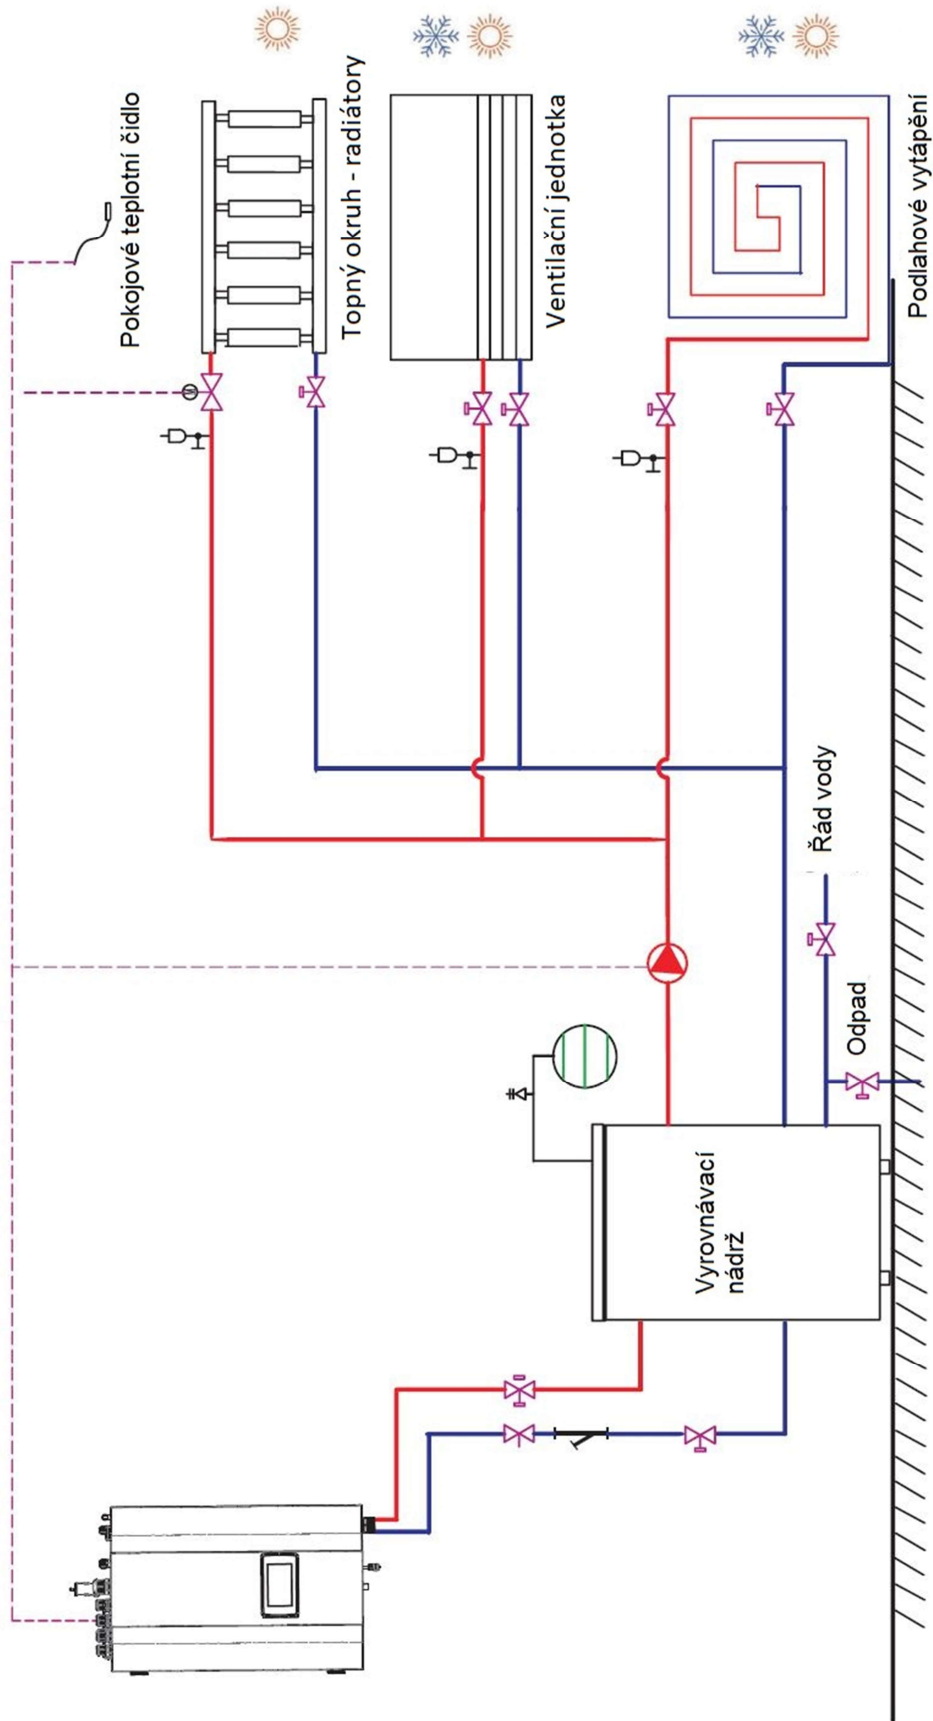 Pokojové teplotní čidlo
Topný okruh - radiátory
Ventilační jednotka
Podlahové vytápění
Řád vody
Odpad
Vyrovnávací
nádrž